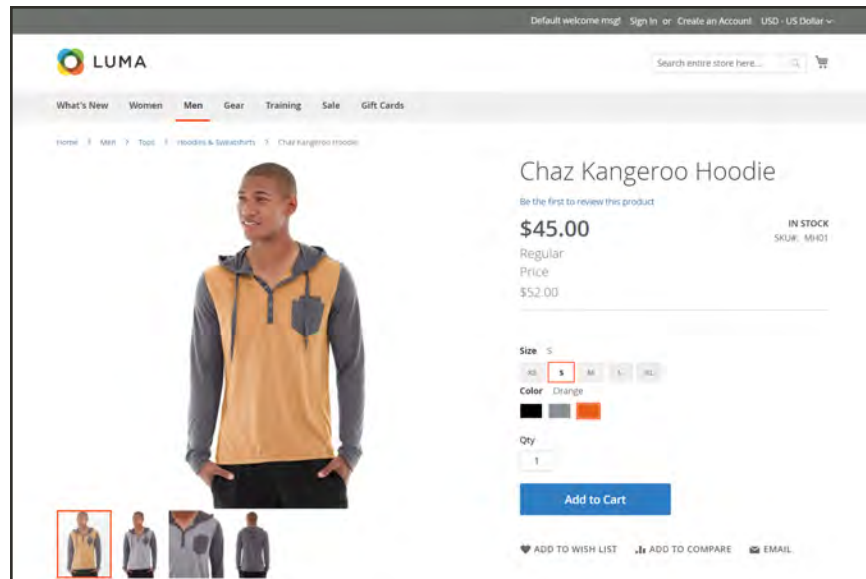 Default welcome msg! Sign In or Create an Account USD - US Dollar
LUMA
Search entire store here...
What's New Women Men Gear Training Sale Gift Cards
Home > Men > Tops > Hoodies & Sweatshirts > Chaz Kangeroo Hoodie
Chaz Kangeroo Hoodie
Be the first to review this product
$45.00
IN STOCK
SKU#: MH01
Regular
Price
$52.00
Size S
XS S M L XL
Color Orange
Qty
1
Add to Cart
ADD TO WISH LIST ADD TO COMPARE EMAIL